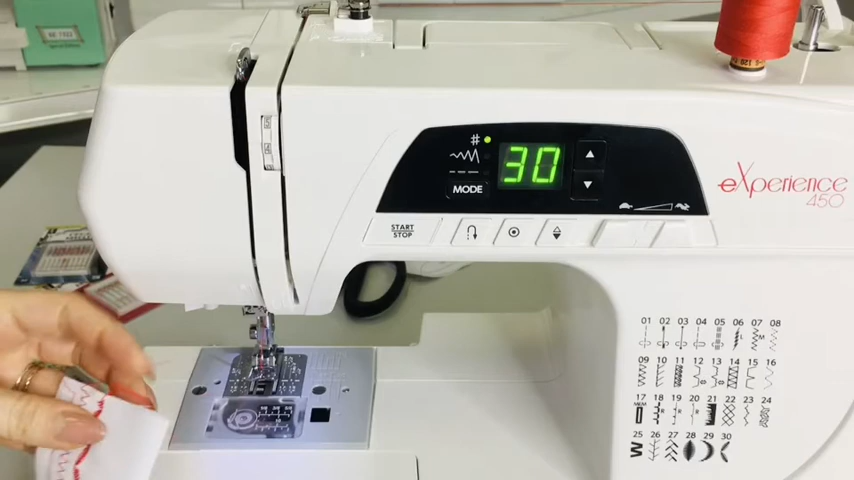 #
30
MODE
START
STOP
eXperience
450
01 02 03 04 05 06 07 08
09 10 11 12 13 14 15 16
17 18 19 20 21 22 23 24
25 26 27 28 29 30